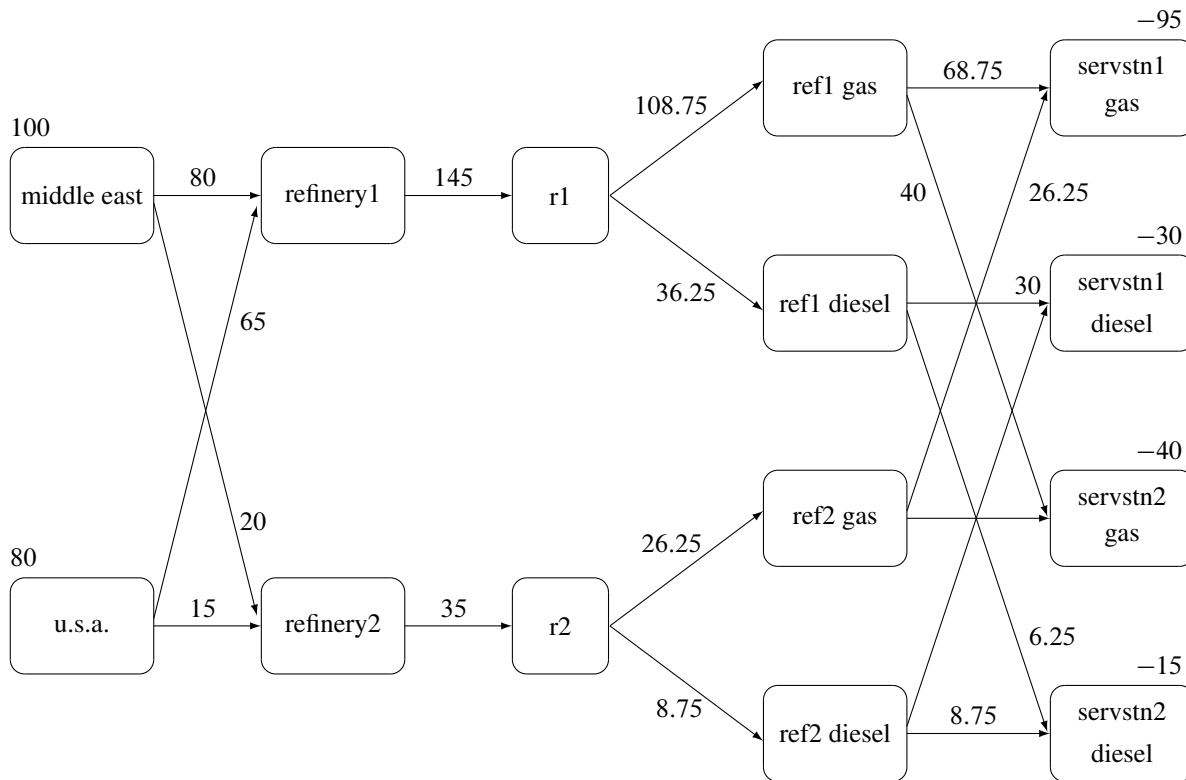 −95
68.75
ref1 gas
servstn1
gas
108.75
100
middle east
80
refinery1
145
r1
40
26.25
−30
36.25
ref1 diesel
30
servstn1
diesel
65
−40
20
ref2 gas
servstn2
gas
26.25
80
u.s.a.
15
refinery2
35
r2
6.25
−15
8.75
ref2 diesel
8.75
servstn2
diesel